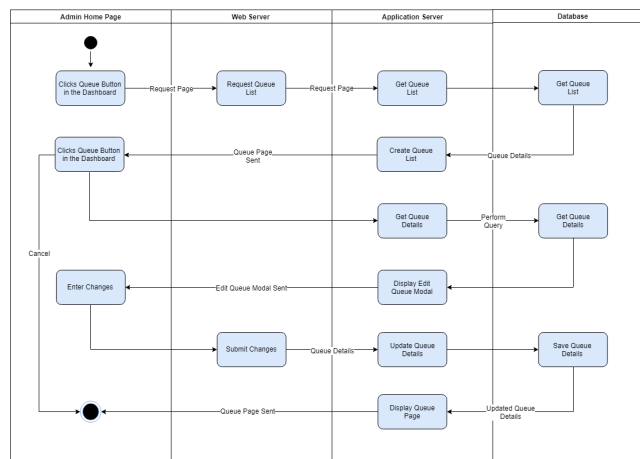 Admin Home Page
Web Server
Application Server
Database
Clicks Queue Button
in the Dashboard
Request Page
Request Queue
List
Request Page
Get Queue
List
Get Queue
List
Clicks Queue Button
in the Dashboard
Queue Page
Sent
Create Queue
List
Queue Details
Get Queue
Details
Perform
Query
Get Queue
Details
Cancel
Enter Changes
Edit Queue Modal Sent
Display Edit
Queue Modal
Submit Changes
Queue Details
Update Queue
Details
Save Queue
Details
Queue Page Sent
Display Queue
Page
Updated Queue
Details